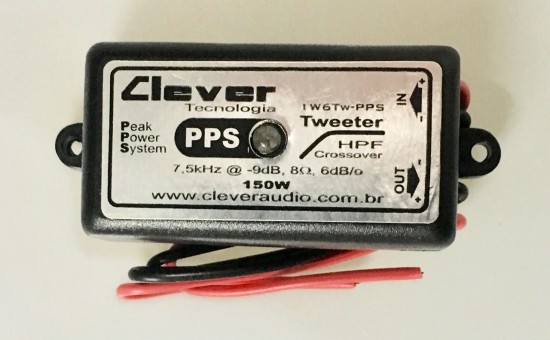 Clever
Tecnologia
1W6Tw-PPS
Peak
Power
System
PPS
Tweeter
HPF
Crossover
7,5kHz @ -9dB, 8Ω, 6dB/o
150W
www.cleveraudio.com.br
IN
+
-
OUT
-
+